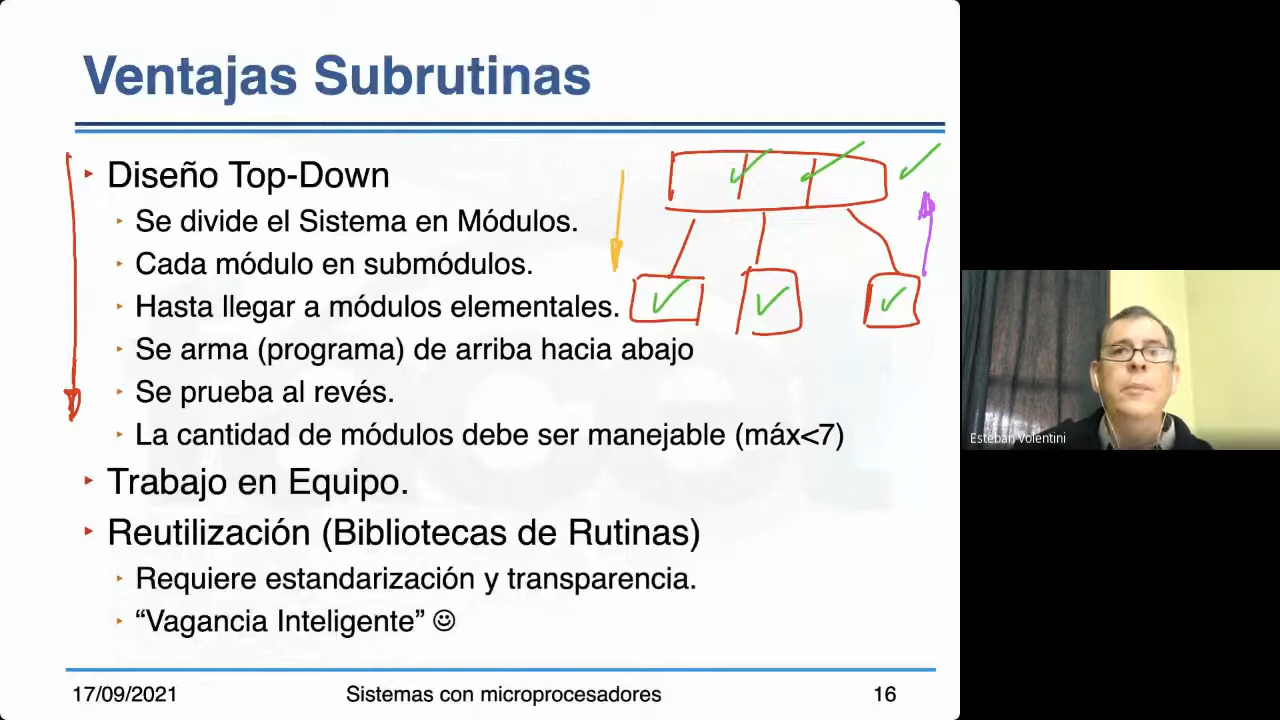 Ventajas Subrutinas
Diseño Top-Down
Se divide el Sistema en Módulos.
Cada módulo en submódulos.
Hasta llegar a módulos elementales.
Se arma (programa) de arriba hacia abajo
Se prueba al revés.
La cantidad de módulos debe ser manejable (máx<7)
Trabajo en Equipo.
Reutilización (Bibliotecas de Rutinas)
Requiere estandarización y transparencia.
“Vagancia Inteligente” ☺
17/09/2021 Sistemas con microprocesadores 16
Esteban Volentini